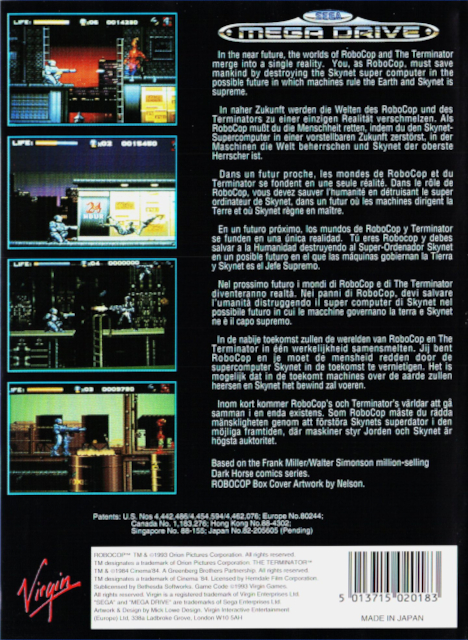 LIFE: :06 0014350
LIFE: :03 0015450
24 HOUR
LIFE: :04 0000000
LIFE: :03 0009750
SEGA
MEGA DRIVE
In the near future, the worlds of RoboCop and The Terminator
merge into a single reality. You, as RoboCop, must save
mankind by destroying the Skynet super computer in the
possible future in which machines rule the Earth and Skynet is
supreme.
In naher Zukunft werden die Welten des RoboCop und des
Terminators zu einer einzigen Realität verschmelzen. Als
RoboCop mußt du die Menschheit retten, indem du den Skynet-
Supercomputer in einer vorstellbaren Zukunft zerstörst, in der
Maschinen die Welt beherrschen und Skynet der oberste
Herrscher ist.
Dans un futur proche, les mondes de RoboCop et du
Terminator se fondent en une seule réalité. Dans le rôle de
RoboCop, vous devez sauver l'humanité en détruisant le super
ordinateur de Skynet, dans un futur où les machines dirigent la
Terre et où Skynet règne en maître.
En un futuro próximo, los mundos de RoboCop y Terminator
se funden en una única realidad. Tú eres Robocop y debes
salvar a la Humanidad destruyendo al Super-Ordenador Skynet
en un posible futuro en el que las máquinas gobiernan la Tierra
y Skynet es el Jefe Supremo.
Nel prossimo futuro i mondi di RoboCop e di The Terminator
diventeranno realtà. Nei panni di RoboCop, devi salvare
l'umanità distruggendo il super computer di Skynet nel
possibile futuro in cui le macchine governano la terra e Skynet
ne è il capo supremo.
In de nabije toekomst zullen de werelden van RoboCop en The
Terminator in één werkelijkheid samensmelten. Jij bent
RoboCop en je moet de mensheid redden door de
supercomputer Skynet in de toekomst te vernietigen. Het is
mogelijk dat in de toekomt machines over de aarde zullen
heersen en Skynet het bewind zal voeren.
Inom kort kommer RoboCop's och Terminator's världar att gå
samman i en enda existens. Som RoboCop måste du rädda
mänskligheten genom att förstöra Skynets superdator i den
möjliga framtiden, där maskiner styr Jorden och Skynet är
högsta auktoritet.
Based on the Frank Miller/Walter Simonson million-selling
Dark Horse comics series.
ROBOCOP Box Cover Artwork by Nelson.
Patents: U.S. Nos 4,442,486/4,454,594/4,462,076; Europe No.80244;
Canada No. 1,183,276; Hong Kong No.88-4302;
Singapore No. 88-155; Japan No.82-205605 (Pending)
Virgin
ROBOCOP™ TM & ©1993 Orion Pictures Corporation. All rights reserved.
TM designates a trademark of Orion Pictures Corporation. THE TERMINATOR™
TM & ©1984 Cinema'84. A Greenberg Brothers Partnership. All rights reserved.
TM designates a trademark of Cinema '84. Licensed by Hemdale Film Corporation.
Sublicensed by Bethesda Softworks. Game Code ©1993 Virgin Games.
All rights reserved. Virgin is a registered trademark of Virgin Enterprises Ltd.
"SEGA" and "MEGA DRIVE" are trademarks of Sega Enterprises Ltd.
Artwork & Design by Mick Lowe Design, Virgin Interactive Entertainment
(Europe) Ltd, 338a Ladbroke Grove, London W10 5AH
5 013715 020183
MADE IN JAPAN